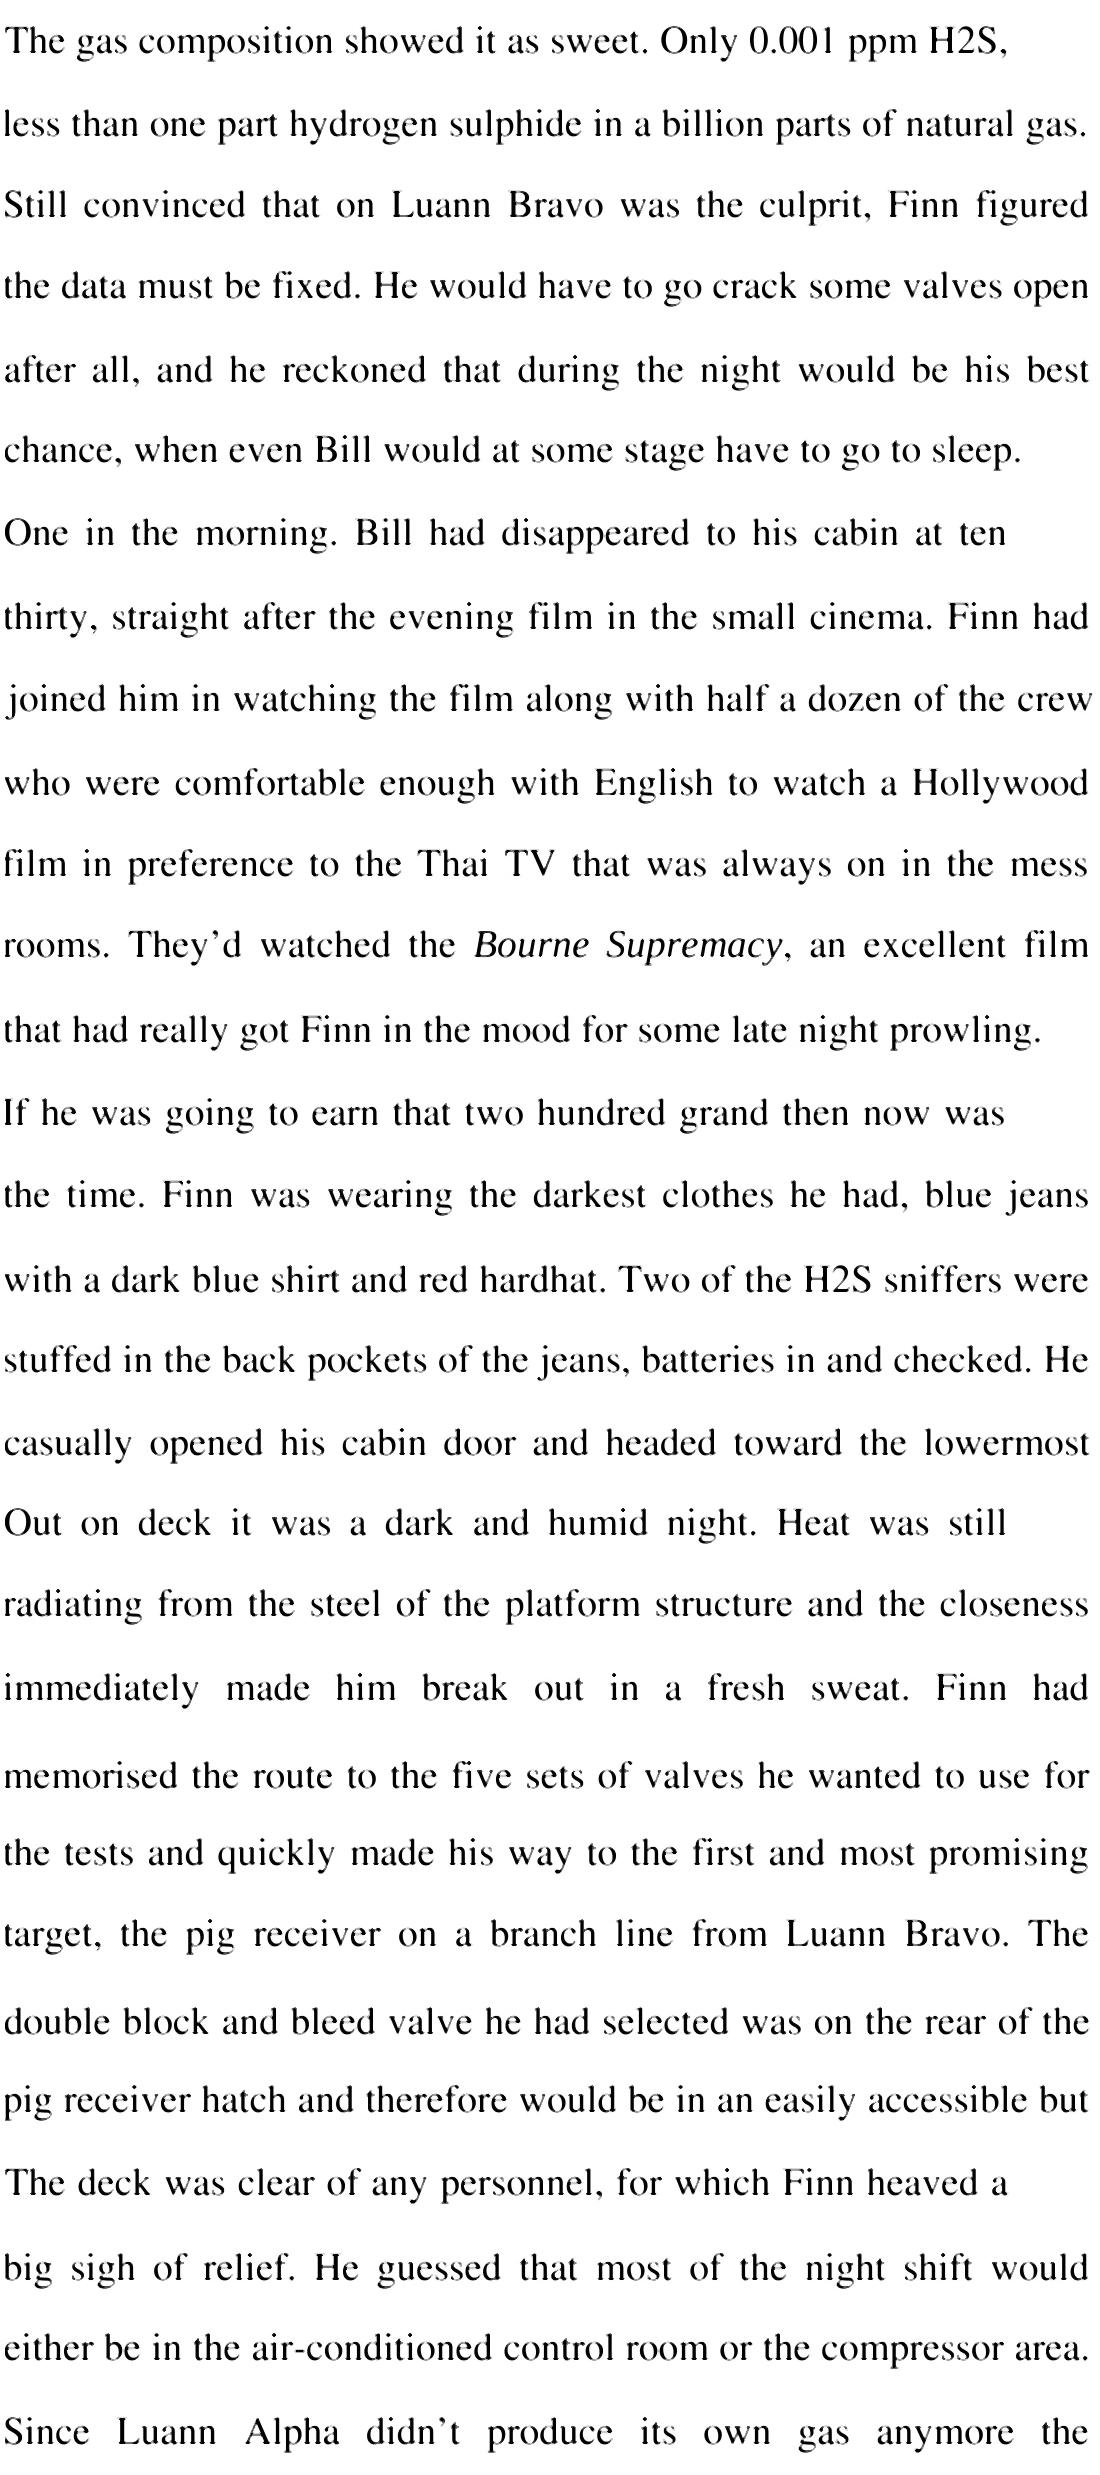 The gas composition showed it as sweet. Only 0.001 ppm H2S,
less than one part hydrogen sulphide in a billion parts of natural gas.
Still convinced that on Luann Bravo was the culprit, Finn figured
the data must be fixed. He would have to go crack some valves open
after all, and he reckoned that during the night would be his best
chance, when even Bill would at some stage have to go to sleep.
One in the morning. Bill had disappeared to his cabin at ten
thirty, straight after the evening film in the small cinema. Finn had
joined him in watching the film along with half a dozen of the crew
who were comfortable enough with English to watch a Hollywood
film in preference to the Thai TV that was always on in the mess
rooms. They’d watched the Bourne Supremacy, an excellent film
that had really got Finn in the mood for some late night prowling.
If he was going to earn that two hundred grand then now was
the time. Finn was wearing the darkest clothes he had, blue jeans
with a dark blue shirt and red hardhat. Two of the H2S sniffers were
stuffed in the back pockets of the jeans, batteries in and checked. He
casually opened his cabin door and headed toward the lowermost
Out on deck it was a dark and humid night. Heat was still
radiating from the steel of the platform structure and the closeness
immediately made him break out in a fresh sweat. Finn had
memorised the route to the five sets of valves he wanted to use for
the tests and quickly made his way to the first and most promising
target, the pig receiver on a branch line from Luann Bravo. The
double block and bleed valve he had selected was on the rear of the
pig receiver hatch and therefore would be in an easily accessible but
The deck was clear of any personnel, for which Finn heaved a
big sigh of relief. He guessed that most of the night shift would
either be in the air-conditioned control room or the compressor area.
Since Luann Alpha didn’t produce its own gas anymore the